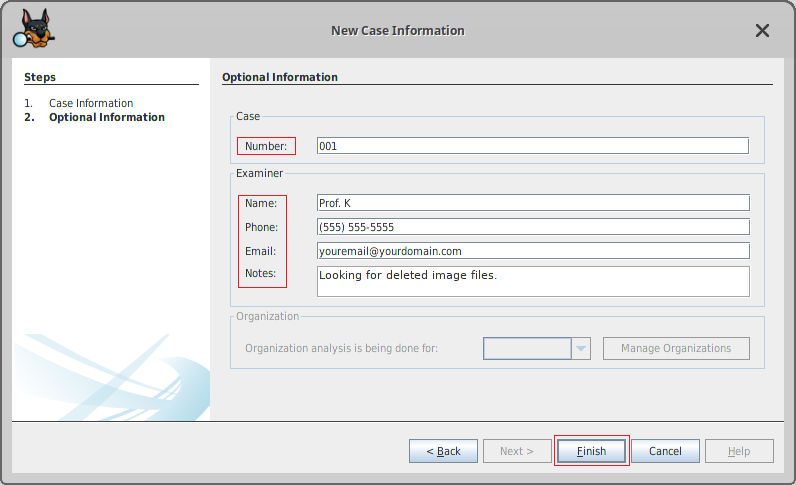 New Case Information
Steps
1. Case Information
2. Optional Information
Optional Information
Case
Number: 001
Examiner
Name: Prof. K
Phone: (555) 555-5555
Email: youremail@yourdomain.com
Notes: Looking for deleted image files.
Organization
Organization analysis is being done for: Manage Organizations
< Back Next > Finish Cancel Help